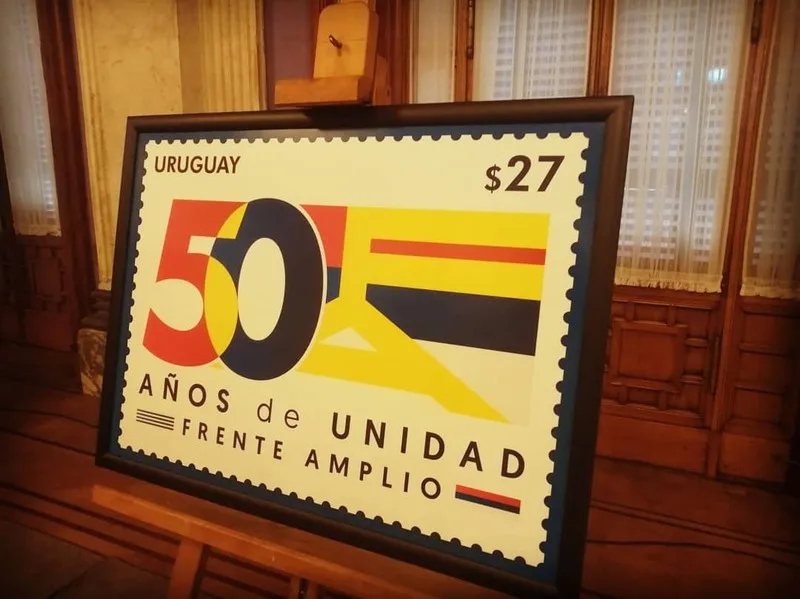 URUGUAY
$27
50
AÑOS de UNIDAD
FRENTE AMPLIO